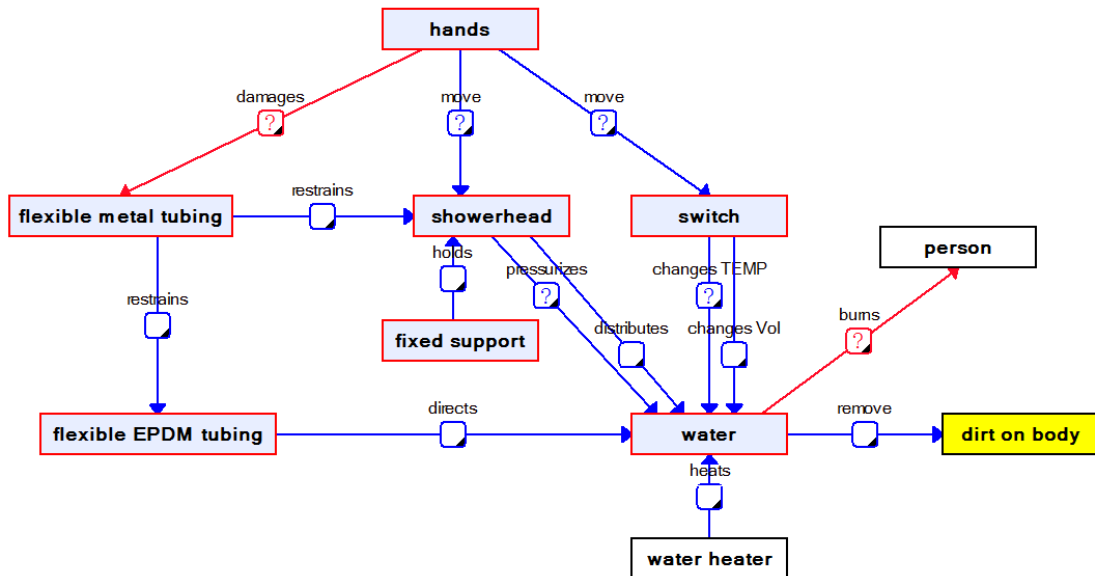 hands
damages
move
move
?
?
?
restrains
flexible metal tubing
showerhead
switch
person
holds
pressurizes
changes TEMP
?
?
restrains
burns
?
fixed support
distributes
changes Vol
directs
remove
flexible EPDM tubing
water
dirt on body
heats
water heater